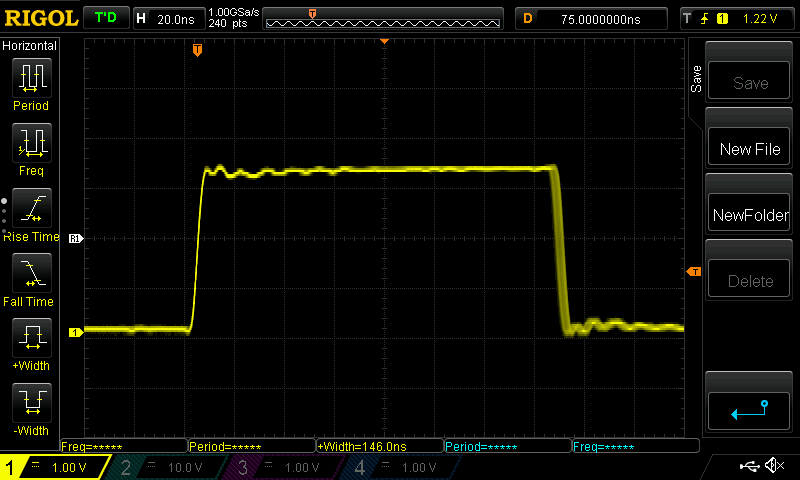 RIGOL T'D H 20.0ns 1.00GSa/s 240 pts D 75.0000000ns T 1 1.22 V
T
Horizontal
Period
Freq
Rise Time
Fall Time
+Width
-Width
T
R1
T
1
Save
Save
New File
NewFolder
Delete
Freq=***** Period=***** +Width=146.0ns Period=***** Freq=*****
1 = 1.00 V 2 = 10.0 V 3 = 1.00 V 4 = 1.00 V